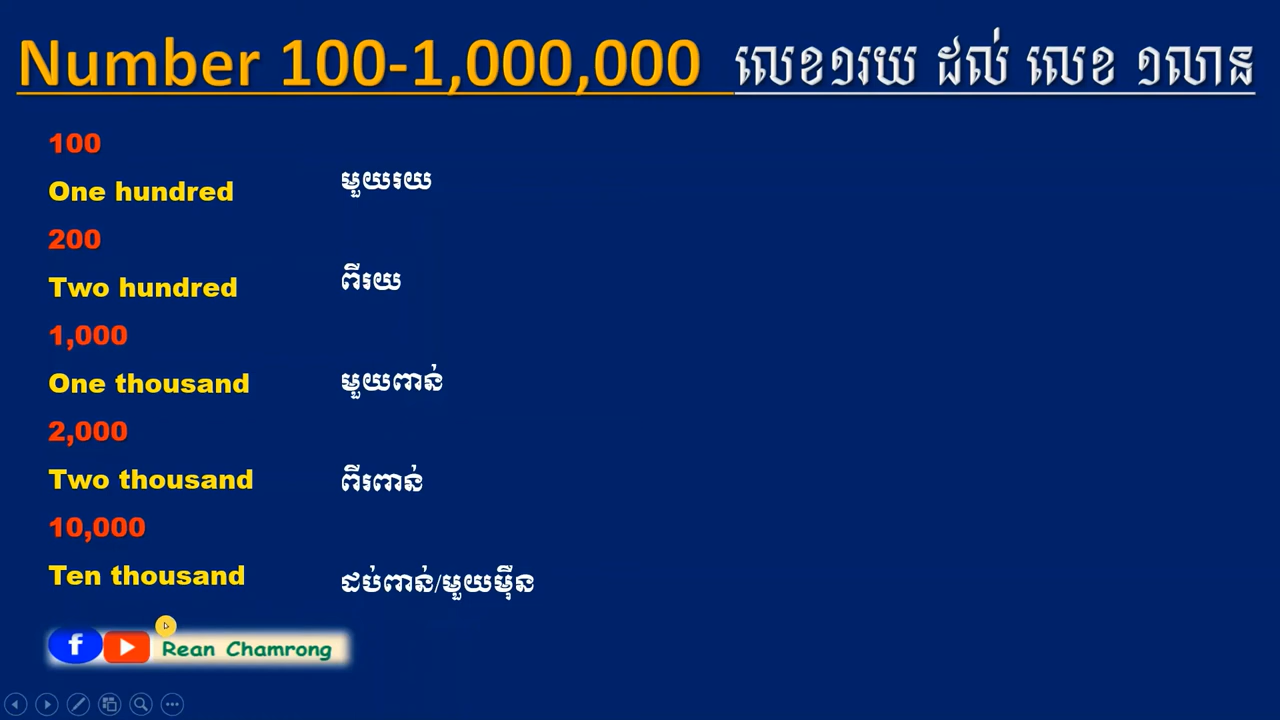 Number 100-1,000,000 លេខ១រយ ដល់ លេខ ១លាន
100
One hundred
មួយរយ
200
Two hundred
ពីរយ
1,000
One thousand
មួយពាន់
2,000
Two thousand
ពីរពាន់
10,000
Ten thousand
ដប់ពាន់/មួយម៉ឺន
f
Rean Chamrong